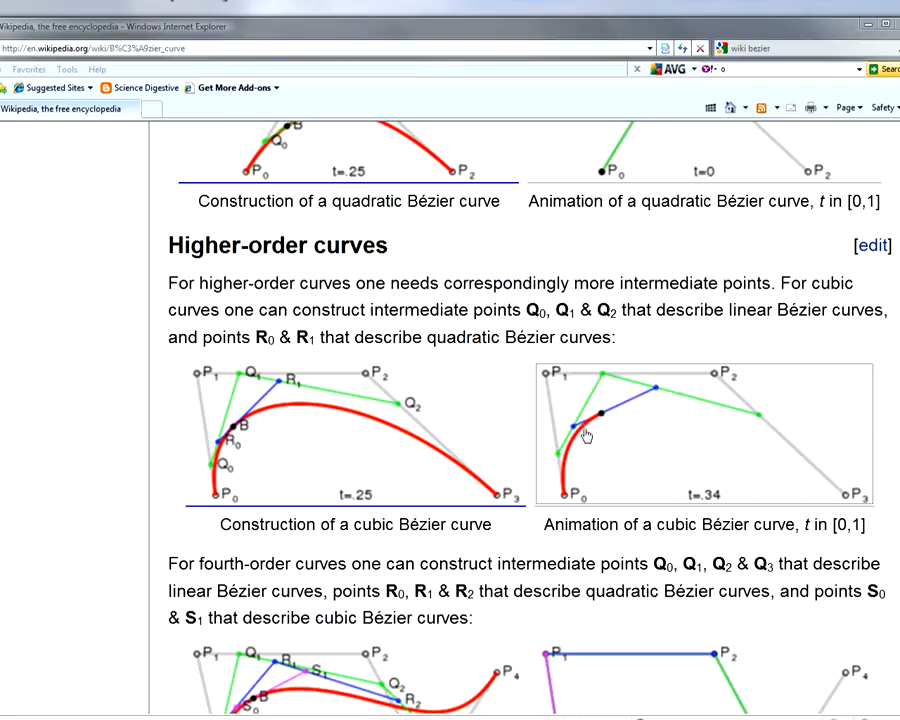 Wikipedia, the free encyclopedia - Windows Internet Explorer
http://en.wikipedia.org/wiki/B%C3%A9zier_curve
wiki bezier
Favorites Tools Help
AVG Y! o
Suggested Sites Science Digestive Get More Add-ons
Wikipedia, the free encyclopedia
Page Safety
B
Q0
P0 t=.25 P2
P0 t=0 P2
Construction of a quadratic Bézier curve
Animation of a quadratic Bézier curve, t in [0,1]
Higher-order curves [edit]
For higher-order curves one needs correspondingly more intermediate points. For cubic
curves one can construct intermediate points Q0, Q1 & Q2 that describe linear Bézier curves,
and points R0 & R1 that describe quadratic Bézier curves:
P1 Q1 R1 P2
Q2
B
R0
Q0
P0 t=.25 P3
P1 P2
P0 t=.34 P3
Construction of a cubic Bézier curve
Animation of a cubic Bézier curve, t in [0,1]
For fourth-order curves one can construct intermediate points Q0, Q1, Q2 & Q3 that describe
linear Bézier curves, points R0, R1 & R2 that describe quadratic Bézier curves, and points S0
& S1 that describe cubic Bézier curves:
P1 Q1 R1 S1 P2 P4
Q2
B R2
S0
P1 P2 P4